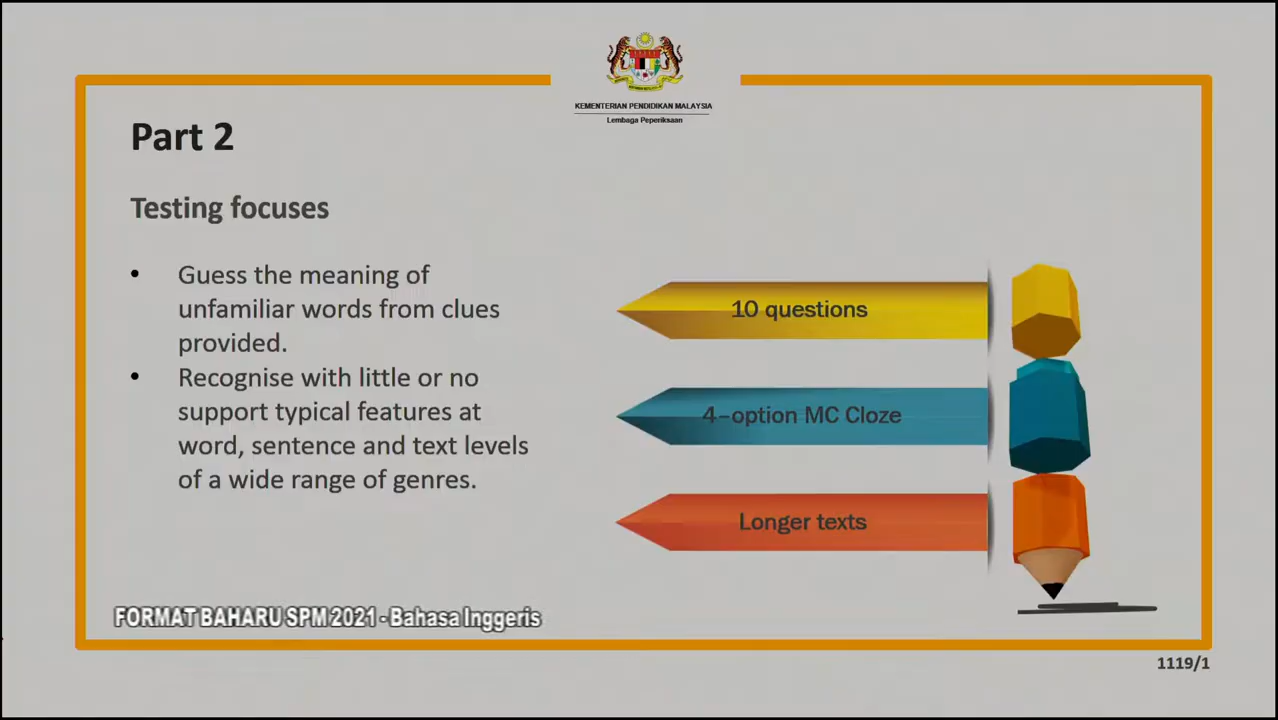 KEMENTERIAN PENDIDIKAN MALAYSIA
Lembaga Peperiksaan
Part 2
Testing focuses
• Guess the meaning of
unfamiliar words from clues
provided.
• Recognise with little or no
support typical features at
word, sentence and text levels
of a wide range of genres.
10 questions
4-option MC Cloze
Longer texts
FORMAT BAHARU SPM 2021 - Bahasa Inggeris
1119/1